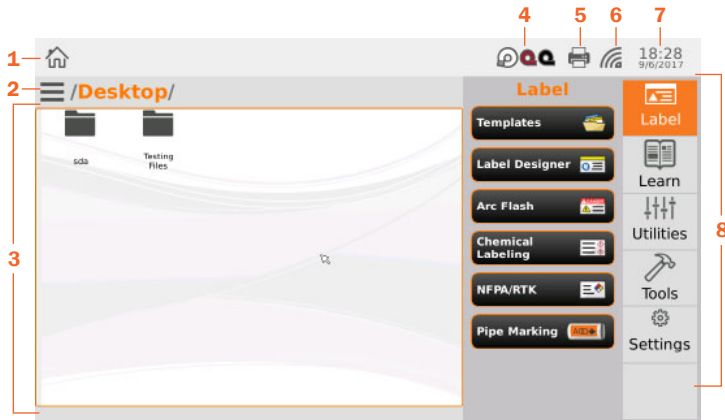 4
5
6
7
1
18:28
9/6/2017
2
/Desktop/
Label
Label
3
sda
Testing
Files
Templates
Label Designer
Learn
Arc Flash
Utilities
8
Chemical
Labeling
NFPA/RTK
Tools
Pipe Marking
Settings